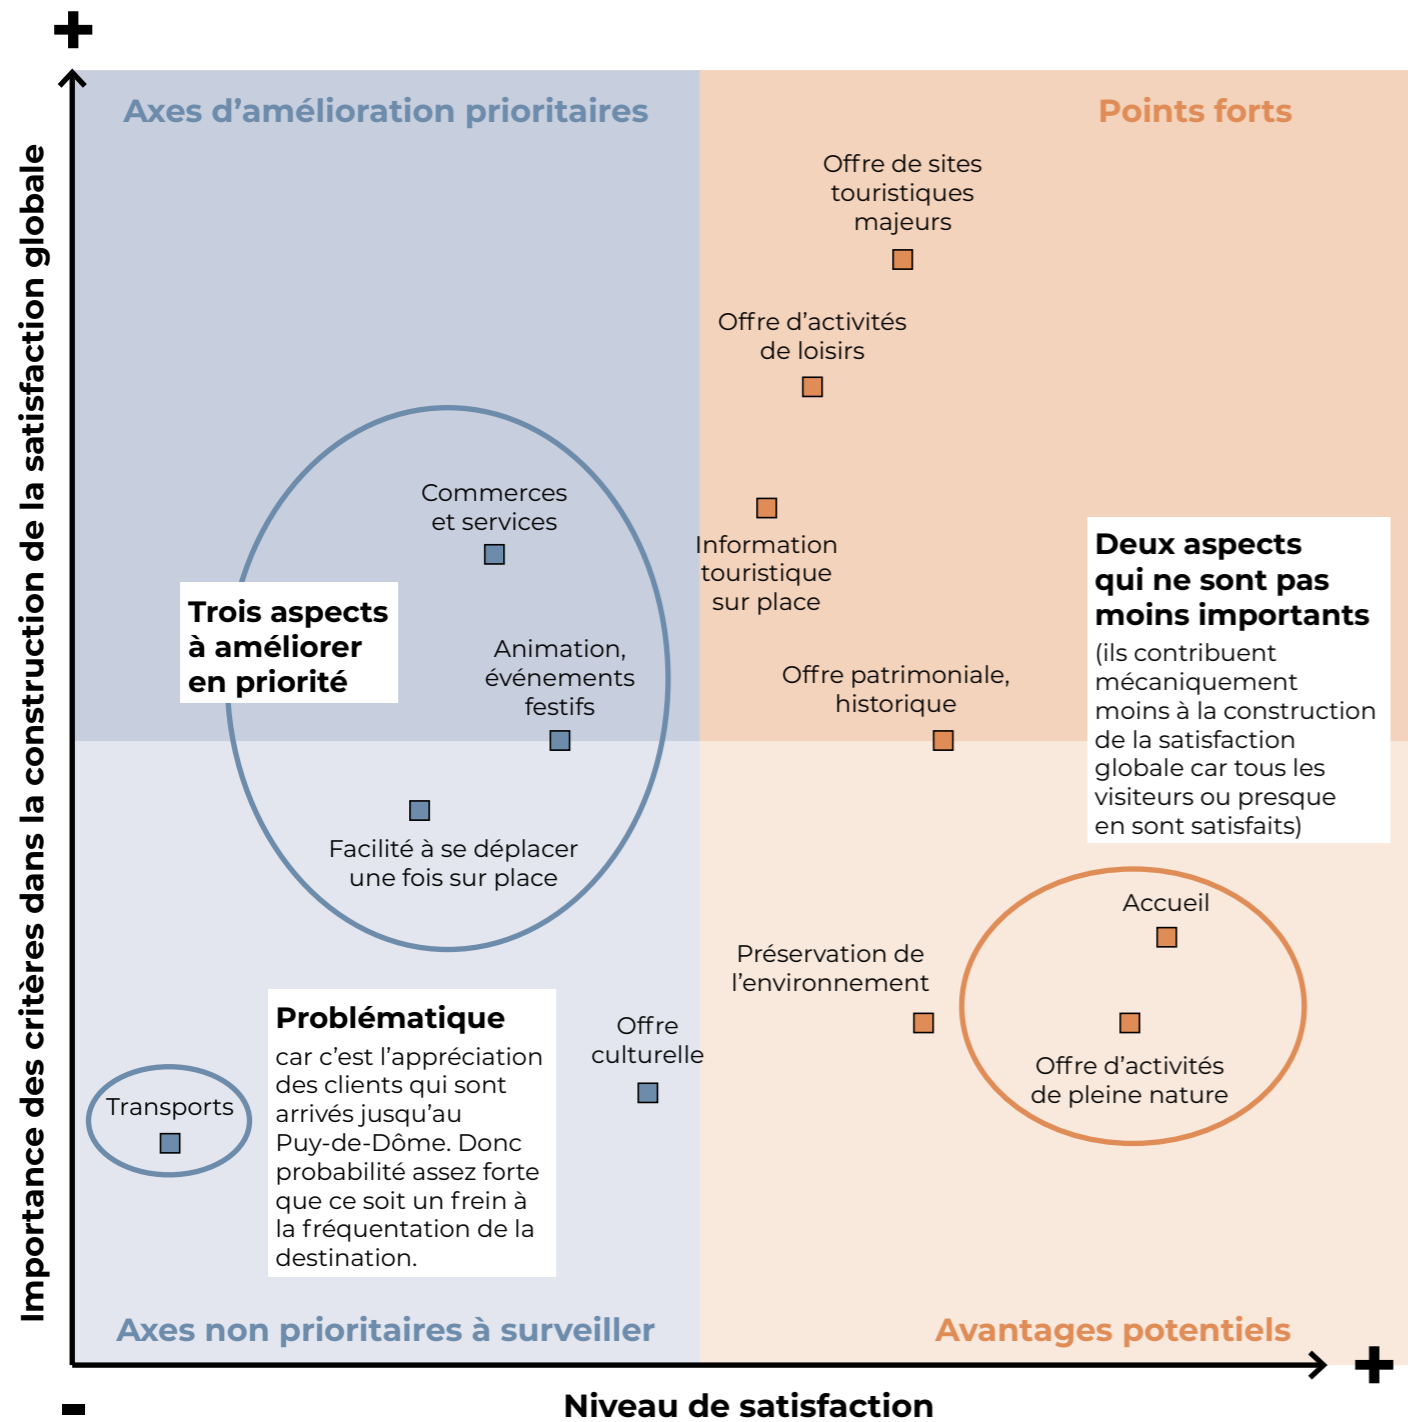 +
Axes d’amélioration prioritaires
Points forts
Importance des critères dans la construction de la satisfaction globale
Offre de sites
touristiques
majeurs
Offre d’activités
de loisirs
Commerces
et services
Information
touristique
sur place
Trois aspects
à améliorer
en priorité
Animation,
événements
festifs
Offre patrimoniale,
historique
Deux aspects
qui ne sont pas
moins importants
(ils contribuent
mécaniquement
moins à la construction
de la satisfaction
globale car tous les
visiteurs ou presque
en sont satisfaits)
Facilité à se déplacer
une fois sur place
Accueil
Préservation de
l’environnement
Offre d’activités
de pleine nature
Problématique
car c’est l’appréciation
des clients qui sont
arrivés jusqu’au
Puy-de-Dôme. Donc
probabilité assez forte
que ce soit un frein à
la fréquentation de la
destination.
Offre
culturelle
Transports
Axes non prioritaires à surveiller
Avantages potentiels
+
-
Niveau de satisfaction